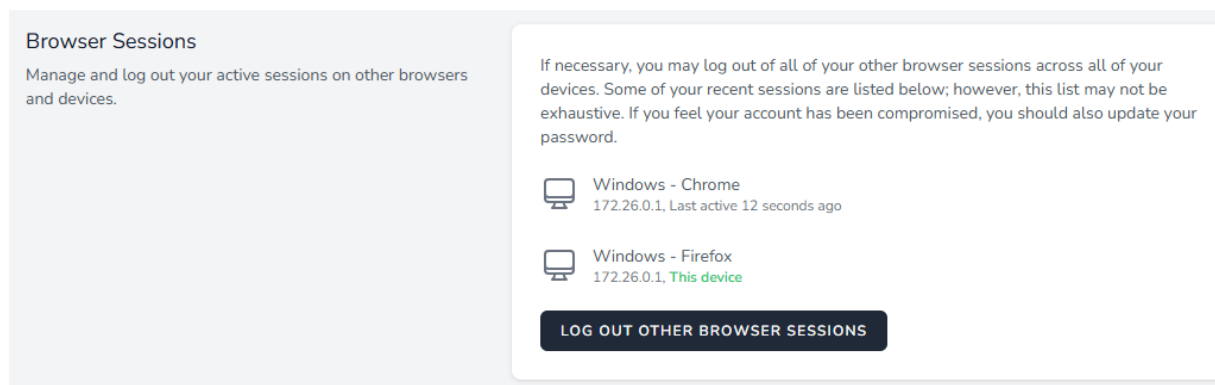 Browser Sessions
Manage and log out your active sessions on other browsers
and devices.
If necessary, you may log out of all of your other browser sessions across all of your
devices. Some of your recent sessions are listed below; however, this list may not be
exhaustive. If you feel your account has been compromised, you should also update your
password.
Windows - Chrome
172.26.0.1, Last active 12 seconds ago
Windows - Firefox
172.26.0.1, This device
LOG OUT OTHER BROWSER SESSIONS